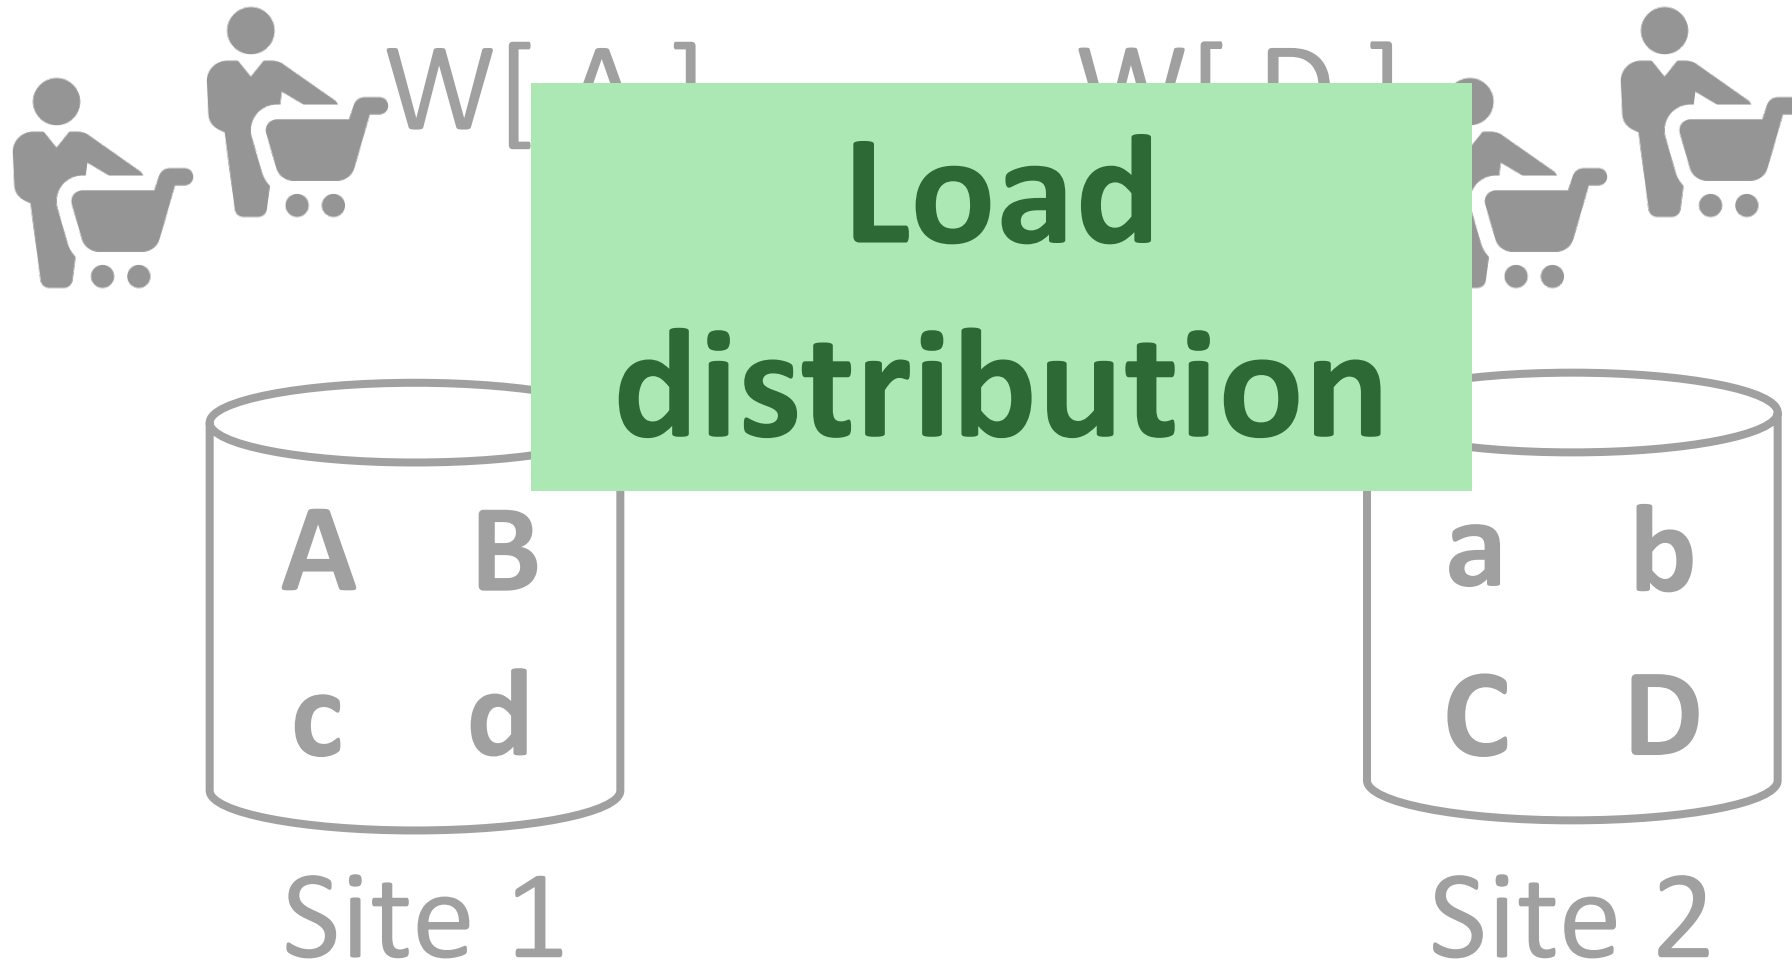 W[ A ] W[ D ]
Load
distribution
A B a b
c d C D
Site 1 Site 2